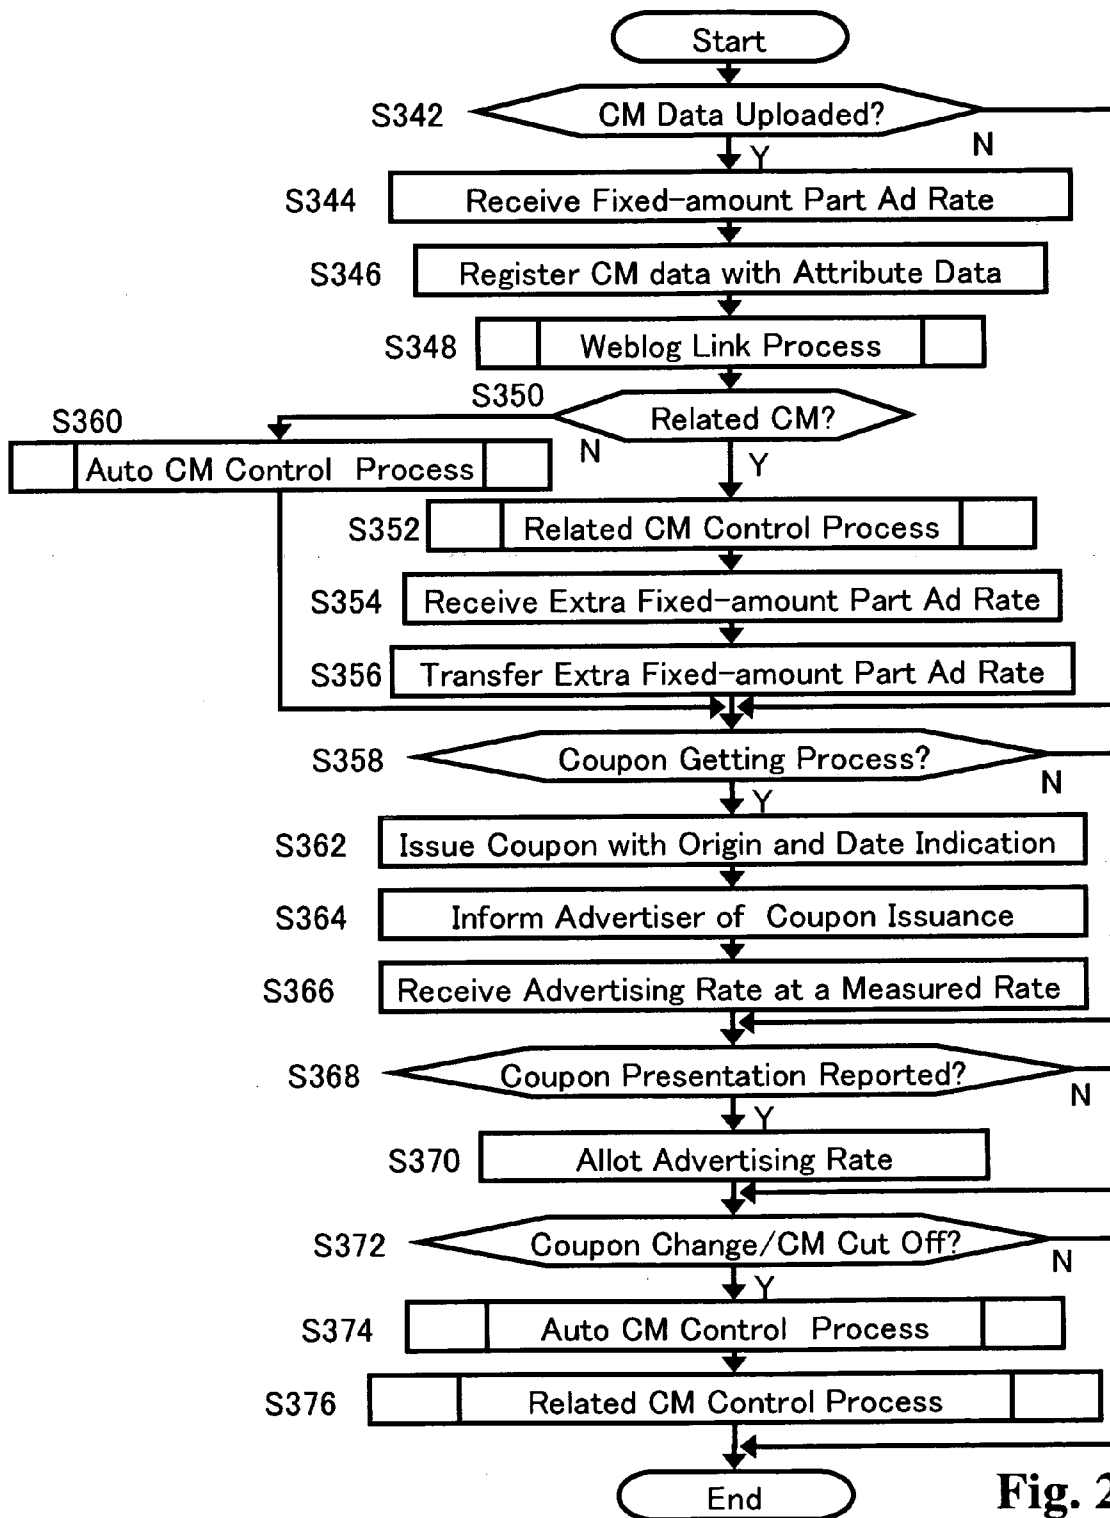 Start
S342 CM Data Uploaded?
N
Y
S344 Receive Fixed-amount Part Ad Rate
S346 Register CM data with Attribute Data
S348 Weblog Link Process
S350 Related CM?
N
Y
S360
Auto CM Control Process
S352 Related CM Control Process
S354 Receive Extra Fixed-amount Part Ad Rate
S356 Transfer Extra Fixed-amount Part Ad Rate
S358 Coupon Getting Process?
N
Y
S362 Issue Coupon with Origin and Date Indication
S364 Inform Advertiser of Coupon Issuance
S366 Receive Advertising Rate at a Measured Rate
S368 Coupon Presentation Reported?
N
Y
S370 Allot Advertising Rate
S372 Coupon Change/CM Cut Off?
N
Y
S374 Auto CM Control Process
S376 Related CM Control Process
End
Fig. 2